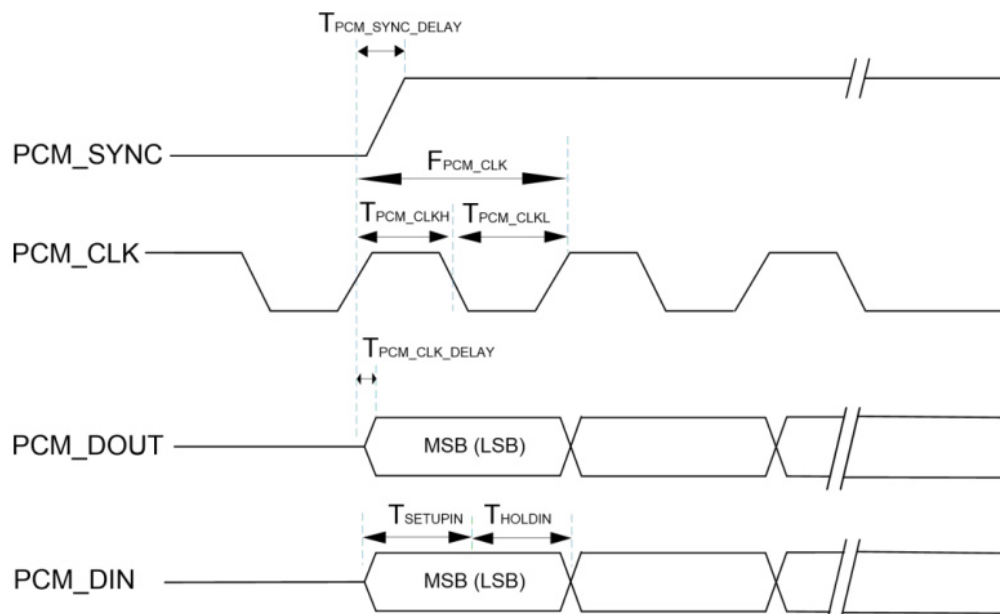 TPCM_SYNC_DELAY
PCM_SYNC
FPCM_CLK
TPCM_CLKH TPCM_CLKL
PCM_CLK
TPCM_CLK_DELAY
PCM_DOUT MSB (LSB)
TSETUPIN THOLDIN
PCM_DIN MSB (LSB)